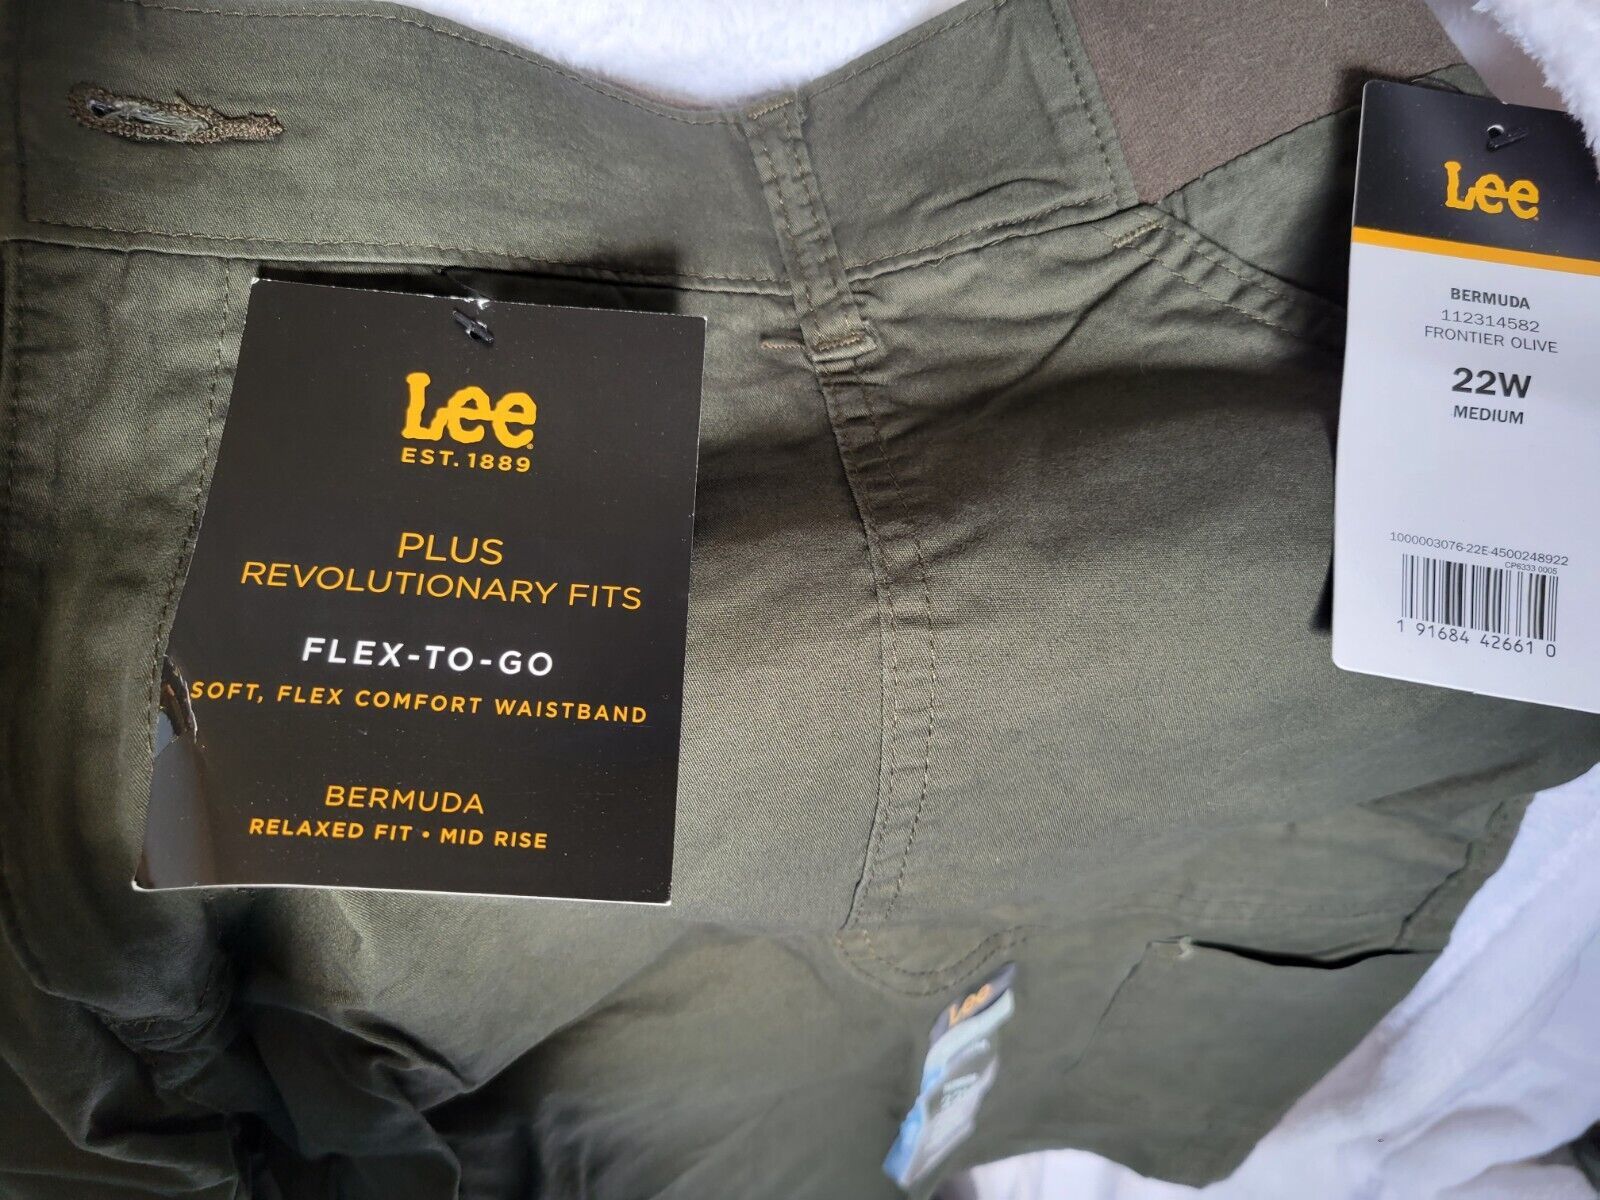 Lee
EST. 1889
PLUS
REVOLUTIONARY FITS
FLEX-TO-GO
SOFT, FLEX COMFORT WAISTBAND
BERMUDA
RELAXED FIT • MID RISE
Lee
BERMUDA
112314582
FRONTIER OLIVE
22W
MEDIUM
1000003076-22E-4500248922
CP6333 0005
1 91684 42661 0
Lee